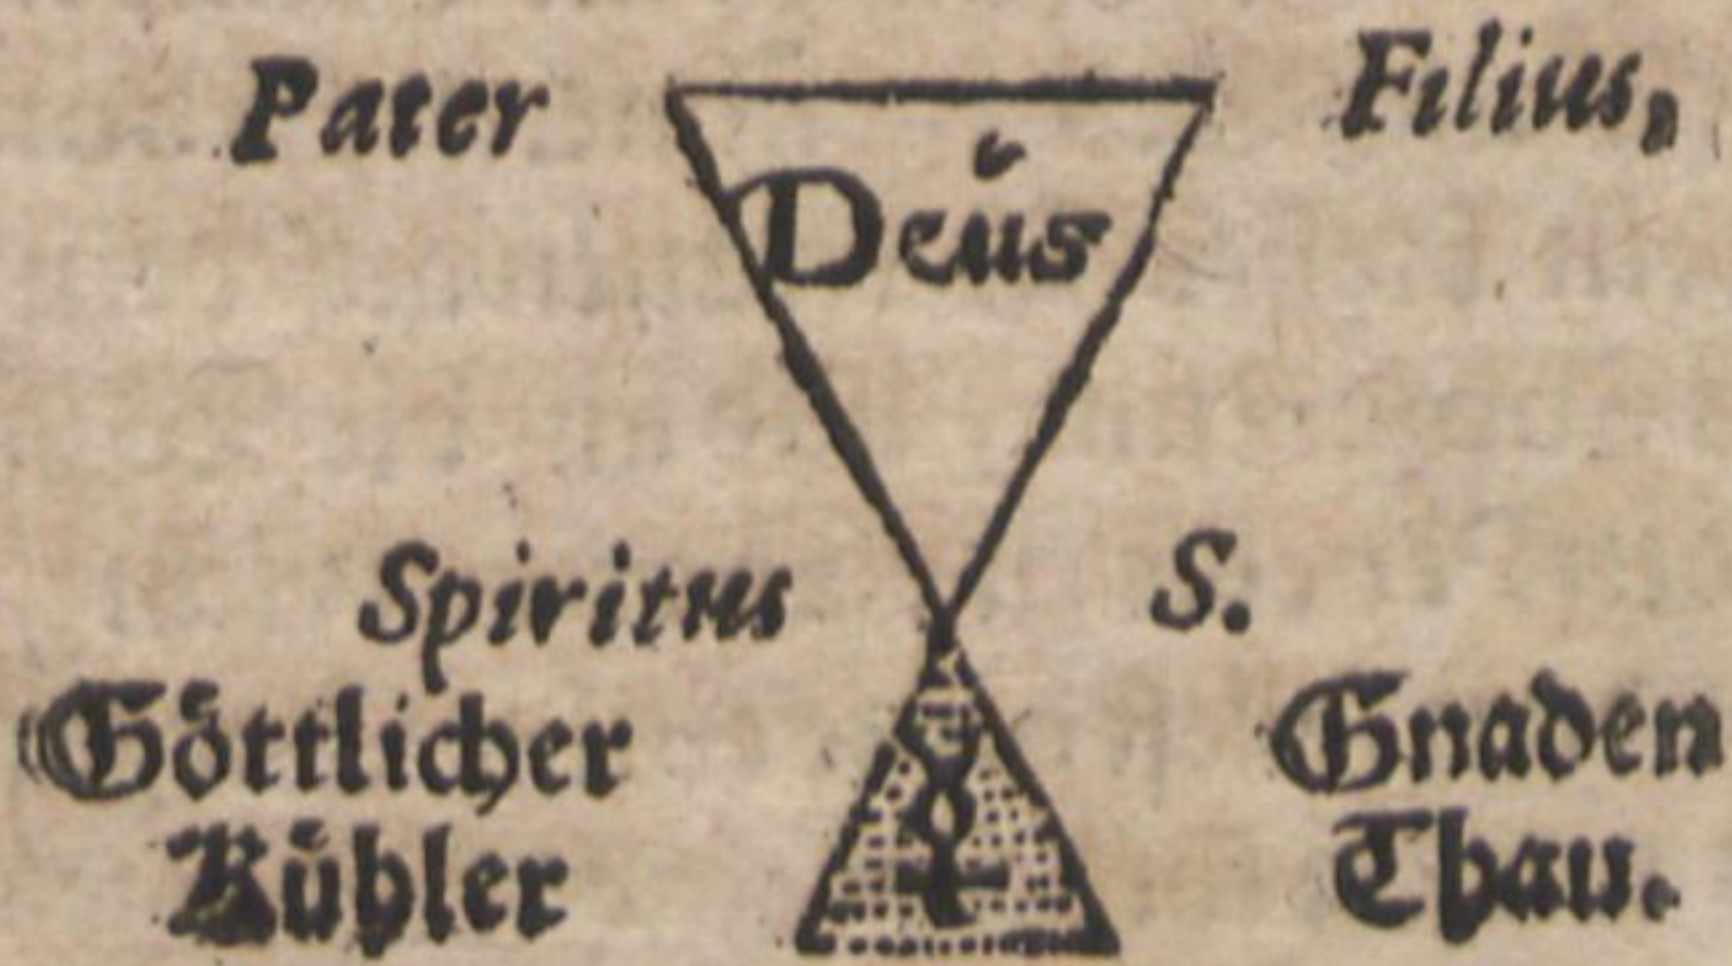 Pater Filius,
Deus
Spiritus S.
Göttlicher Gnaden
Kühler Thau.